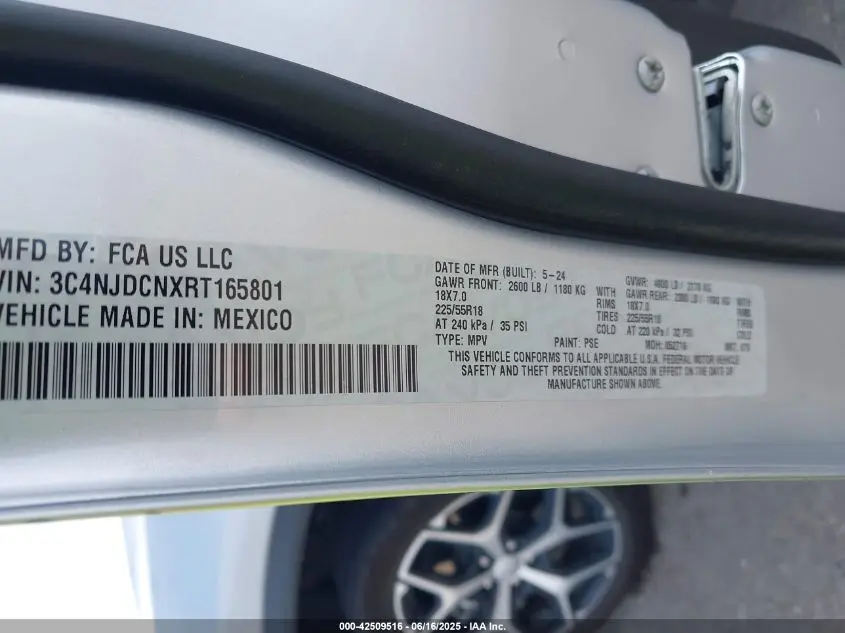 MFD BY: FCA US LLC
VIN: 3C4NJDCNXRT165801
VEHICLE MADE IN: MEXICO
DATE OF MFR (BUILT): 5-24
GAWR FRONT: 2600 LB / 1180 KG WITH
18X7.0 RIMS
225/55R18 TIRES
AT 240 kPa / 35 PSI COLD
GVWR:
GAWR REAR: WITH
18X7.0
225/55R18
AT 220 kPa / 32 PSI
TYPE: MPV PAINT: PSE MDH:
THIS VEHICLE CONFORMS TO ALL APPLICABLE U.S.A. FEDERAL MOTOR VEHICLE
SAFETY AND THEFT PREVENTION STANDARDS IN EFFECT ON THE DATE OF
MANUFACTURE SHOWN ABOVE.
000-42509516 - 06/16/2025 - IAA Inc.